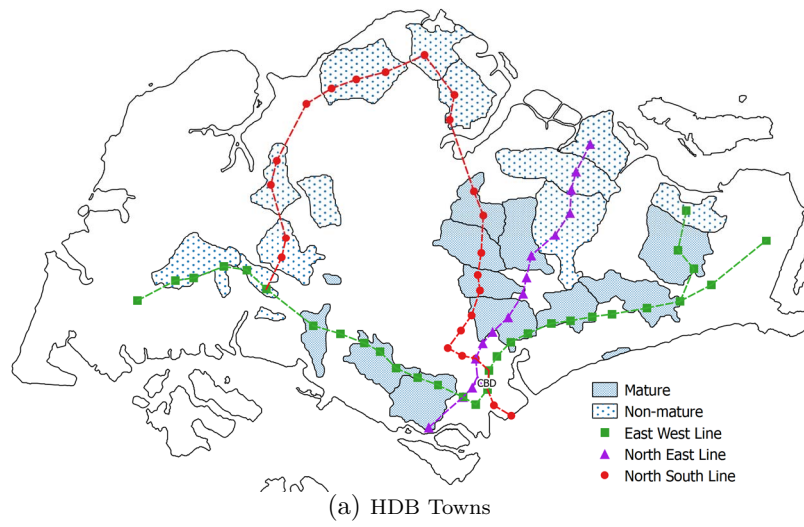 CBD
Mature
Non-mature
East West Line
North East Line
North South Line
(a) HDB Towns